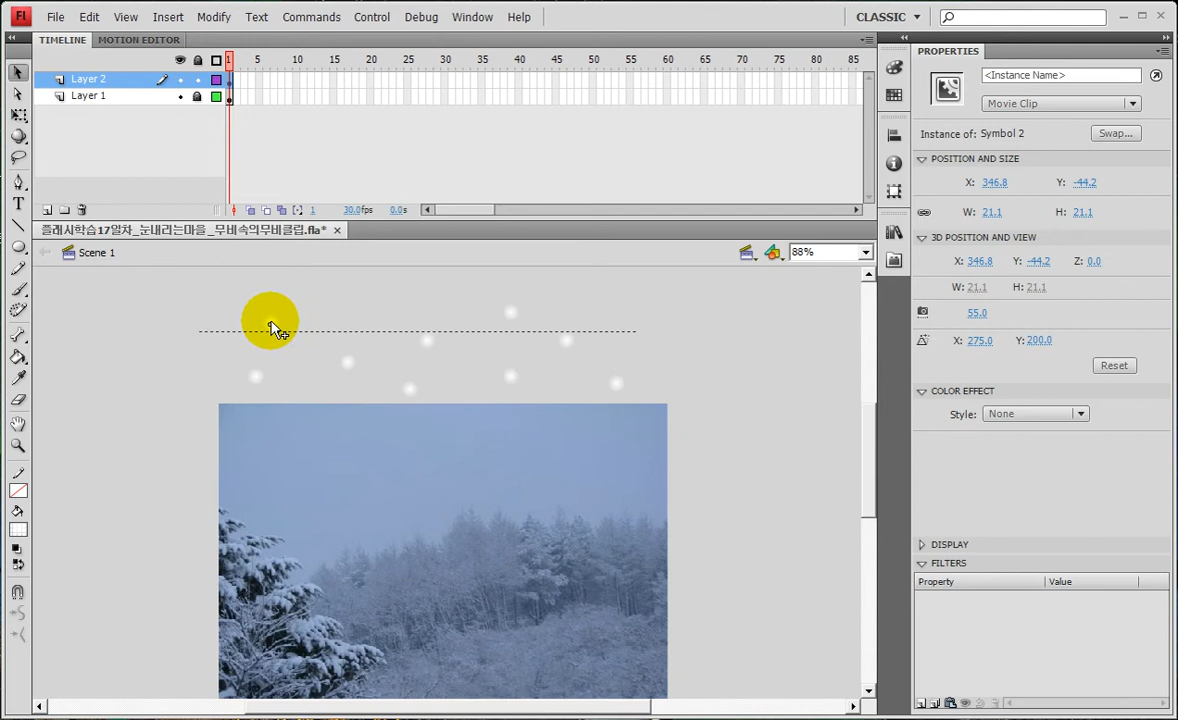 Fl File Edit View Insert Modify Text Commands Control Debug Window Help CLASSIC
TIMELINE MOTION EDITOR
1 5 10 15 20 25 30 35 40 45 50 55 60 65 70 75 80 85
Layer 2
Layer 1
1 30.0fps 0.0s
플래시학습17일차_눈내리는마을_무비속의무비클립.fla*
Scene 1 88%
PROPERTIES
<Instance Name>
Movie Clip
Instance of: Symbol 2 Swap...
POSITION AND SIZE
X: 346.8 Y: -44.2
W: 21.1 H: 21.1
3D POSITION AND VIEW
X: 346.8 Y: -44.2 Z: 0.0
W: 21.1 H: 21.1
55.0
X: 275.0 Y: 200.0
Reset
COLOR EFFECT
Style: None
DISPLAY
FILTERS
Property Value